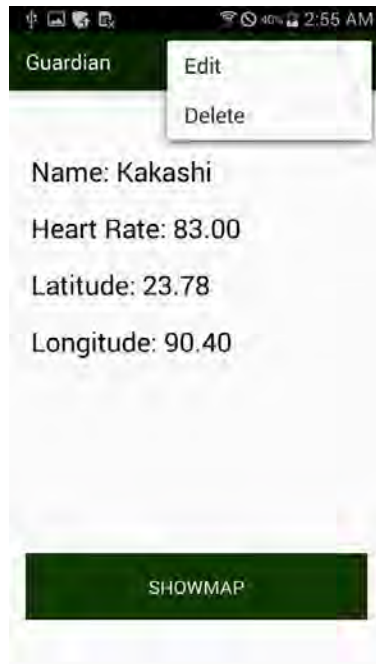 40% 2:55 AM
Guardian
Edit
Delete
Name: Kakashi
Heart Rate: 83.00
Latitude: 23.78
Longitude: 90.40
SHOWMAP